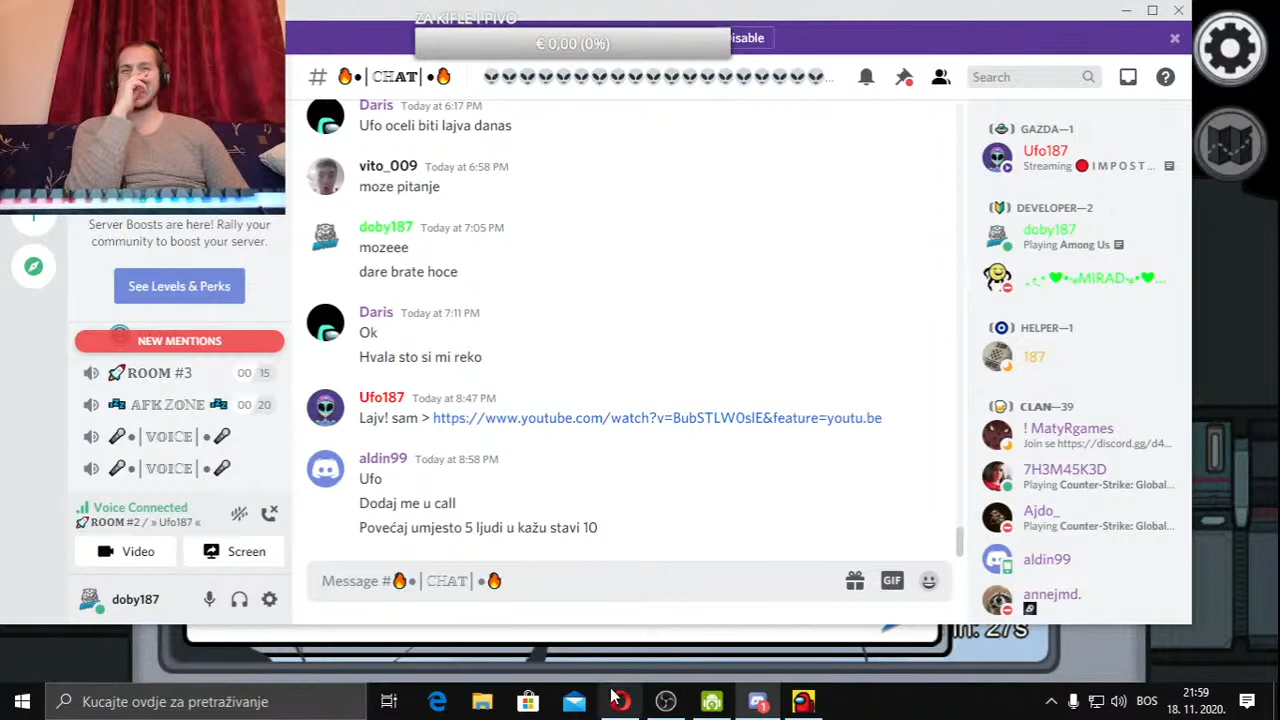 ZA KIFLE I PIVO
€ 0,00 (0%)
isable
# 🔥●│CHAT│●🔥
👽👽👽👽👽👽👽👽👽👽👽👽👽👽👽👽👽👽👽...
Search
Daris Today at 6:17 PM
Ufo oceli biti lajva danas
vito_009 Today at 6:58 PM
moze pitanje
doby187 Today at 7:05 PM
mozeee
dare brate hoce
Daris Today at 7:11 PM
Ok
Hvala sto si mi reko
Ufo187 Today at 8:47 PM
Lajv! sam > https://www.youtube.com/watch?v=BubSTLW0slE&feature=youtu.be
aldin99 Today at 8:58 PM
Ufo
Dodaj me u call
Povećaj umjesto 5 ljudi u kažu stavi 10
Message #🔥●│CHAT│●🔥
GIF
Server Boosts are here! Rally your
community to boost your server.
See Levels & Perks
NEW MENTIONS
🚀ROOM #3 00 15
💤 AFK ZONE 💤 00 20
🎤●│VOICE│●🎤
🎤●│VOICE│●🎤
Voice Connected
🚀ROOM #2 / » Ufo187 «
Video
Screen
doby187
GAZDA—1
Ufo187
Streaming 🔴 I M P O S T ...
DEVELOPER—2
doby187
Playing Among Us
MIRAD
HELPER—1
187
CLAN—39
! MatyRgames
Join se https://discord.gg/d4...
7H3M45K3D
Playing Counter-Strike: Global...
Ajdo_
Playing Counter-Strike: Global...
aldin99
annejmd.
In: 27s
Kucajte ovdje za pretraživanje
1
BOS
21:59
18. 11. 2020.